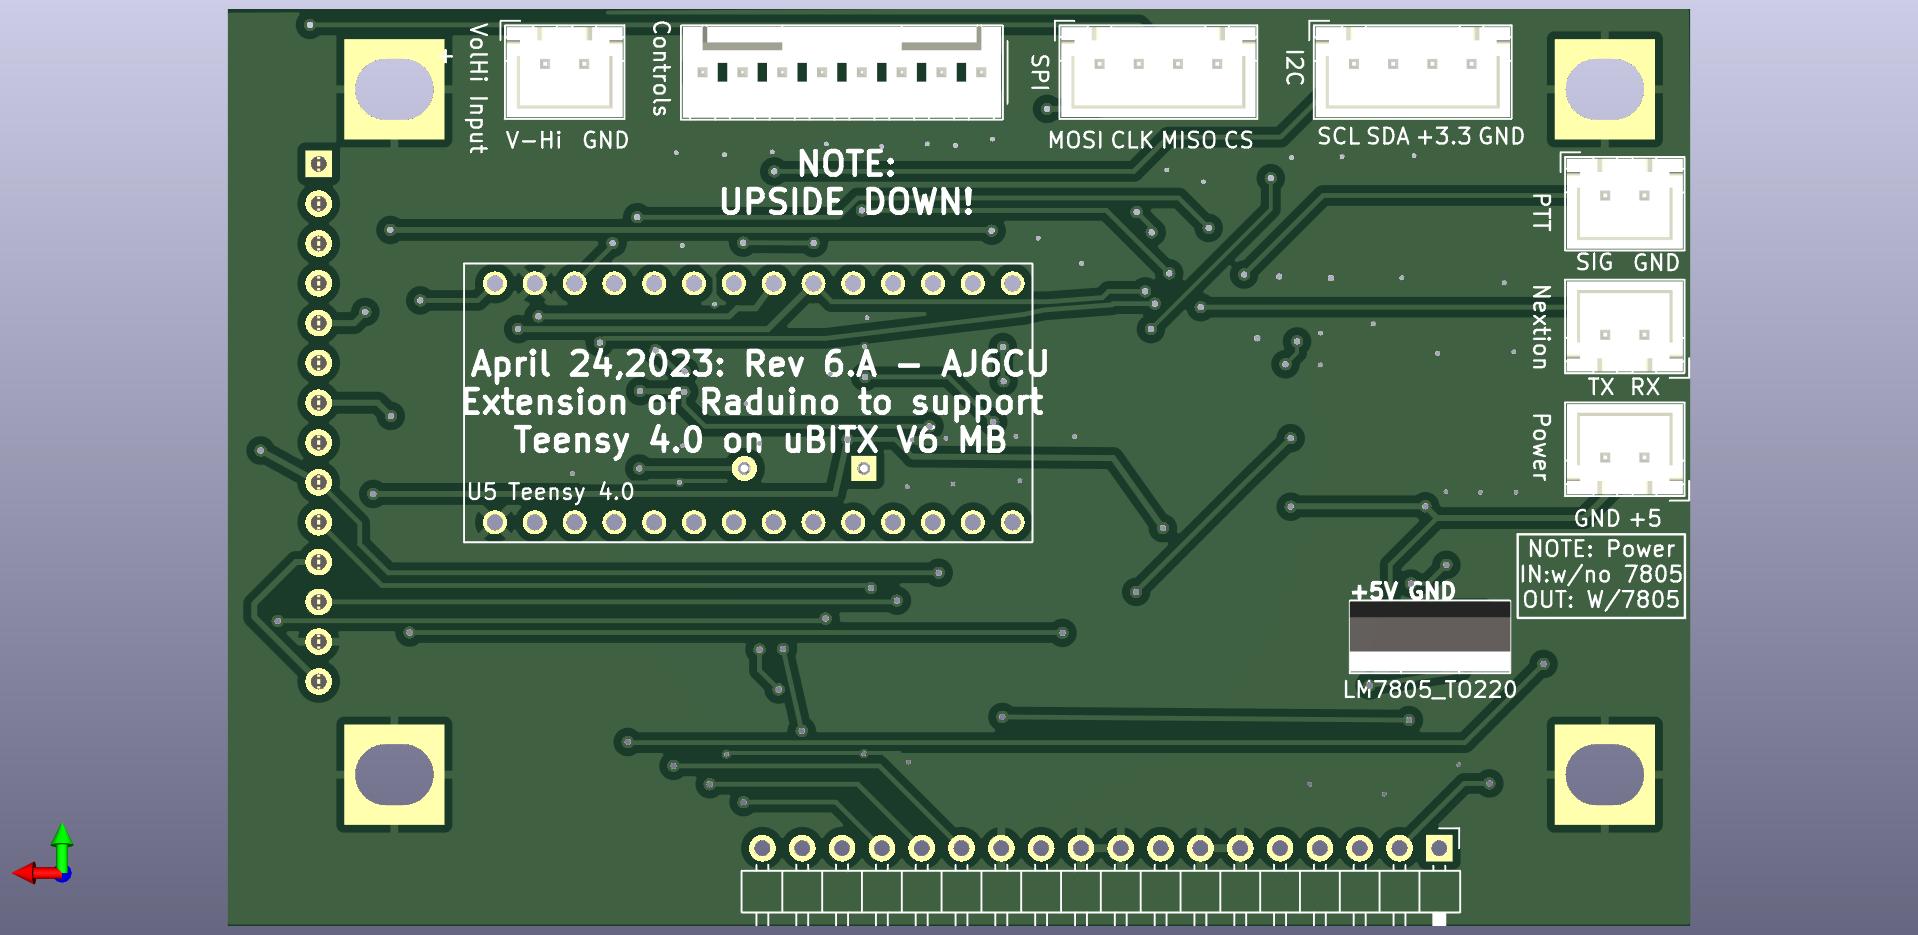 VolHi Input
+
V-Hi GND
Controls
SPI
MOSI CLK MISO CS
I2C
SCL SDA +3.3 GND
NOTE:
UPSIDE DOWN!
PTT
SIG GND
Nextion
TX RX
Power
GND +5
April 24,2023: Rev 6.A – AJ6CU
Extension of Raduino to support
Teensy 4.0 on uBITX V6 MB
U5 Teensy 4.0
NOTE: Power
IN:w/no 7805
OUT: W/7805
+5V GND
LM7805_TO220